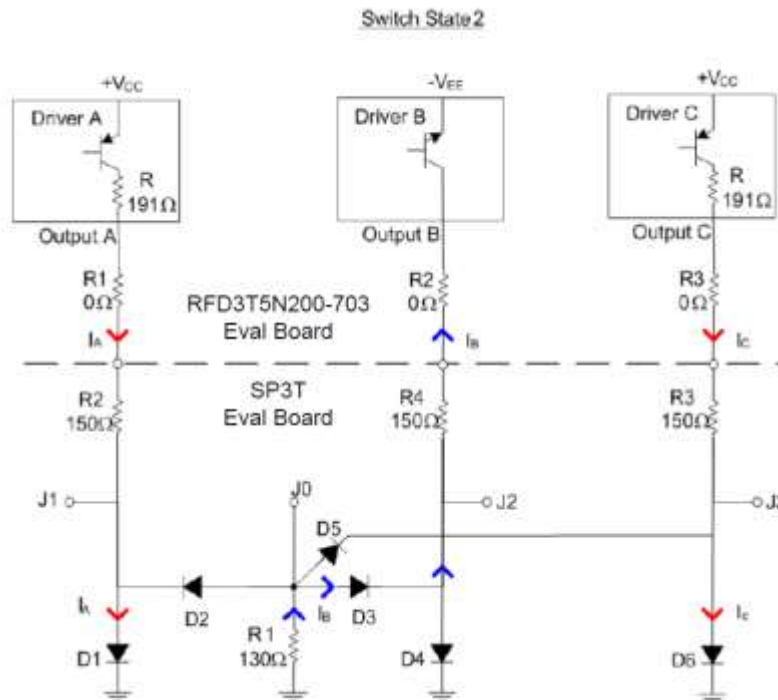 Switch State2
+VCC
-VEE
+VCC
Driver A
Driver B
Driver C
R
191Ω
R
191Ω
Output A
Output B
Output C
R1
0Ω
R2
0Ω
R3
0Ω
RFD3T5N200-703
Eval Board
IA
IB
IC
SP3T
Eval Board
R2
150Ω
R4
150Ω
R3
150Ω
J1
J0
J2
D5
IA
D2
IB
D3
Ic
R1
130Ω
D1
D4
D6